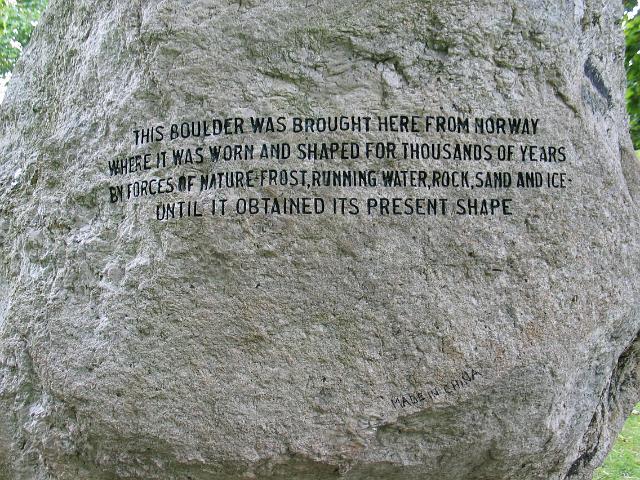 THIS BOULDER WAS BROUGHT HERE FROM NORWAY
WHERE IT WAS WORN AND SHAPED FOR THOUSANDS OF YEARS
BY FORCES OF NATURE-FROST, RUNNING WATER, ROCK, SAND AND ICE-
UNTIL IT OBTAINED ITS PRESENT SHAPE
MADE IN CHINA